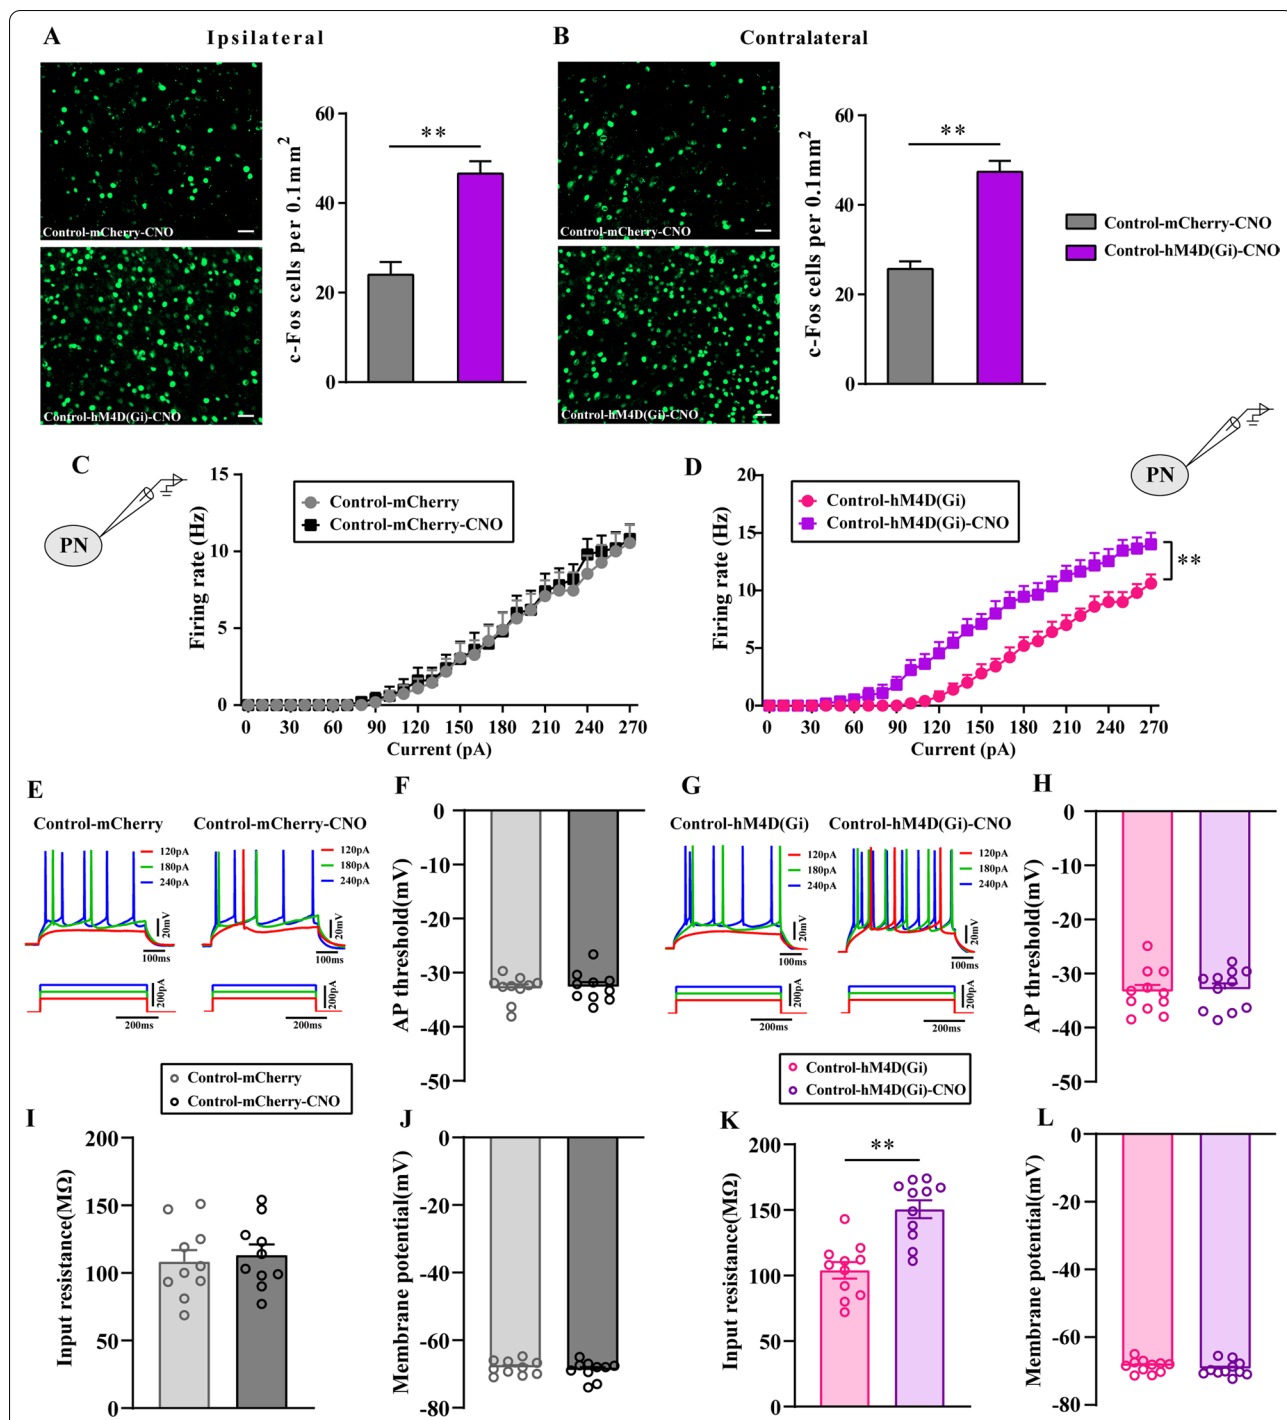 A
Ipsilateral
B
Contralateral
Control-mCherry-CNO
Control-hM4D(Gi)-CNO
c-Fos cells per 0.1mm2
60
40
20
0
**
Control-mCherry-CNO
Control-hM4D(Gi)-CNO
c-Fos cells per 0.1mm2
60
40
20
0
**
Control-mCherry-CNO
Control-hM4D(Gi)-CNO
C
PN
Firing rate (Hz)
15
10
5
0
Control-mCherry
Control-mCherry-CNO
0 30 60 90 120 150 180 210 240 270
Current (pA)
D
PN
Firing rate (Hz)
20
15
10
5
0
Control-hM4D(Gi)
Control-hM4D(Gi)-CNO
**
0 30 60 90 120 150 180 210 240 270
Current (pA)
E
Control-mCherry
Control-mCherry-CNO
120pA
180pA
240pA
20mV
100ms
200pA
200ms
120pA
180pA
240pA
20mV
100ms
200pA
200ms
F
AP threshold(mV)
0
-10
-20
-30
-40
-50
G
Control-hM4D(Gi)
Control-hM4D(Gi)-CNO
120pA
180pA
240pA
20mV
100ms
200pA
200ms
120pA
180pA
240pA
20mV
100ms
200pA
200ms
H
AP threshold(mV)
0
-10
-20
-30
-40
-50
Control-mCherry
Control-mCherry-CNO
Control-hM4D(Gi)
Control-hM4D(Gi)-CNO
I
Input resistance(MΩ)
200
150
100
50
0
J
Membrane potential(mV)
0
-20
-40
-60
-80
K
Input resistance(MΩ)
200
150
100
50
0
**
L
Membrane potential(mV)
0
-20
-40
-60
-80